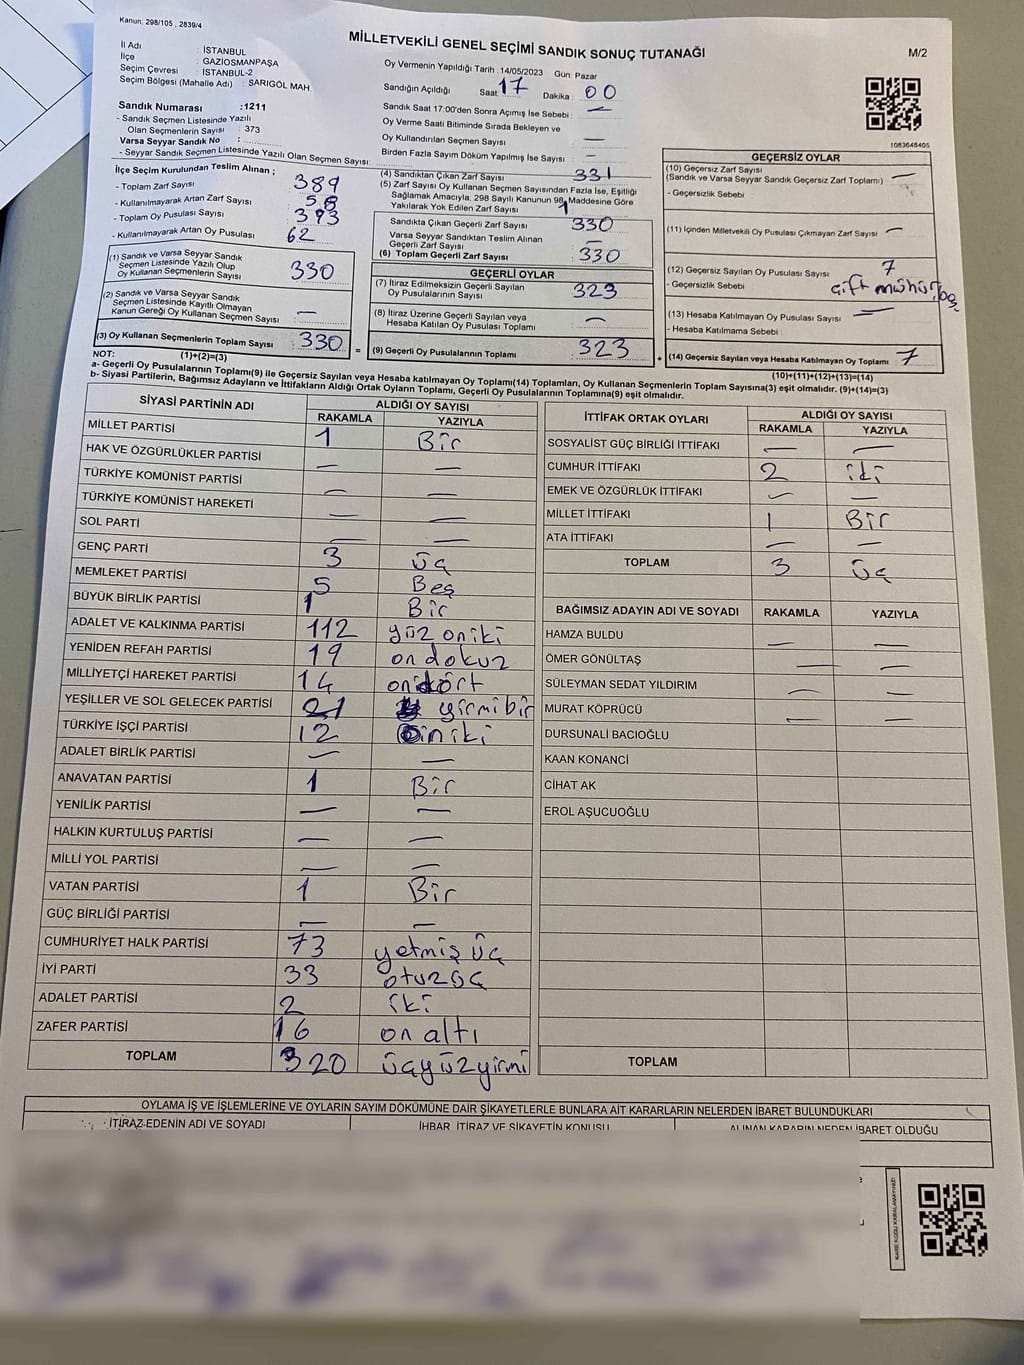 Kanun; 298/105 , 2839/4
MİLLETVEKİLİ GENEL SEÇİMİ SANDIK SONUÇ TUTANAĞI
M/2
İl Adı : İSTANBUL
İlçe : GAZİOSMANPAŞA
Seçim Çevresi : İSTANBUL-2
Seçim Bölgesi (Mahalle Adı) : SARIGÖL MAH.
Sandık Numarası :1211
- Sandık Seçmen Listesinde Yazılı
Olan Seçmenlerin Sayısı : 373
Varsa Seyyar Sandık No :
- Seyyar Sandık Seçmen Listesinde Yazılı Olan Seçmen Sayısı:
Oy Vermenin Yapıldığı Tarih : 14/05/2023 Gün: Pazar
Sandığın Açıldığı Saat: 17 Dakika : 00
Sandık Saat 17:00'den Sonra Açımış İse Sebebi : —
Oy Verme Saati Bitiminde Sırada Bekleyen ve
Oy Kullandırılan Seçmen Sayısı : —
Birden Fazla Sayım Döküm Yapılmış İse Sayısı : —
1083648405
İlçe Seçim Kurulundan Teslim Alınan ;
- Toplam Zarf Sayısı : 389
- Kullanılmayarak Artan Zarf Sayısı : 58
- Toplam Oy Pusulası Sayısı : 393
- Kullanılmayarak Artan Oy Pusulası : 62
(1) Sandık ve Varsa Seyyar Sandık
Seçmen Listesinde Yazılı Olup
Oy Kullanan Seçmenlerin Sayısı : 330
(2) Sandık ve Varsa Seyyar Sandık
Seçmen Listesinde Kayıtlı Olmayan
Kanun Gereği Oy Kullanan Seçmen Sayısı : —
(3) Oy Kullanan Seçmenlerin Toplam Sayısı : 330
(4) Sandıktan Çıkan Zarf Sayısı : 331
(5) Zarf Sayısı Oy Kullanan Seçmen Sayısından Fazla İse, Eşitliği
Sağlamak Amacıyla, 298 Sayılı Kanunun 98. Maddesine Göre
Yakılarak Yok Edilen Zarf Sayısı : 1
Sandıkta Çıkan Geçerli Zarf Sayısı : 330
Varsa Seyyar Sandıktan Teslim Alınan
Geçerli Zarf Sayısı : —
(6) Toplam Geçerli Zarf Sayısı : 330
GEÇERLİ OYLAR
(7) İtiraz Edilmeksizin Geçerli Sayılan
Oy Pusulalarının Sayısı : 323
(8) İtiraz Üzerine Geçerli Sayılan veya
Hesaba Katılan Oy Pusulası Toplamı : —
= (9) Geçerli Oy Pusulalarının Toplamı : 323
GEÇERSİZ OYLAR
(10) Geçersiz Zarf Sayısı
(Sandık ve Varsa Seyyar Sandık Geçersiz Zarf Toplamı) : —
- Geçersizlik Sebebi :
(11) İçinden Milletvekili Oy Pusulası Çıkmayan Zarf Sayısı : —
(12) Geçersiz Sayılan Oy Pusulası Sayısı : 7
- Geçersizlik Sebebi : çift mühür,boş
(13) Hesaba Katılmayan Oy Pusulası Sayısı : —
- Hesaba Katılmama Sebebi :
+ (14) Geçersiz Sayılan veya Hesaba Katılmayan Oy Toplamı : 7
NOT: (1)+(2)=(3)
(10)+(11)+(12)+(13)=(14)
a- Geçerli Oy Pusulalarının Toplamı(9) ile Geçersiz Sayılan veya Hesaba katılmayan Oy Toplamı(14) Toplamları, Oy Kullanan Seçmenlerin Toplam Sayısına(3) eşit olmalıdır. (9)+(14)=(3)
b- Siyasi Partilerin, Bağımsız Adayların ve İttifakların Aldığı Ortak Oyların Toplamı, Geçerli Oy Pusulalarının Toplamına(9) eşit olmalıdır.
SİYASİ PARTİNİN ADI ALDIĞI OY SAYISI
RAKAMLA YAZIYLA
MİLLET PARTİSİ 1 Bir
HAK VE ÖZGÜRLÜKLER PARTİSİ — —
TÜRKİYE KOMÜNİST PARTİSİ — —
TÜRKİYE KOMÜNİST HAREKETİ — —
SOL PARTİ — —
GENÇ PARTİ 3 üç
MEMLEKET PARTİSİ 5 Beş
BÜYÜK BİRLİK PARTİSİ 1 Bir
ADALET VE KALKINMA PARTİSİ 112 yüz oniki
YENİDEN REFAH PARTİSİ 19 on dokuz
MİLLİYETÇİ HAREKET PARTİSİ 14 ondört
YEŞİLLER VE SOL GELECEK PARTİSİ 21 yirmibir
TÜRKİYE İŞÇİ PARTİSİ 12 Oniki
ADALET BİRLİK PARTİSİ — —
ANAVATAN PARTİSİ 1 Bir
YENİLİK PARTİSİ — —
HALKIN KURTULUŞ PARTİSİ — —
MİLLİ YOL PARTİSİ — —
VATAN PARTİSİ 1 Bir
GÜÇ BİRLİĞİ PARTİSİ — —
CUMHURİYET HALK PARTİSİ 73 yetmiş üç
İYİ PARTİ 33 otuzüç
ADALET PARTİSİ 2 iki
ZAFER PARTİSİ 16 on altı
TOPLAM 320 üçyüzyirmi
İTTİFAK ORTAK OYLARI ALDIĞI OY SAYISI
RAKAMLA YAZIYLA
SOSYALİST GÜÇ BİRLİĞİ İTTİFAKI — —
CUMHUR İTTİFAKI 2 iki
EMEK VE ÖZGÜRLÜK İTTİFAKI — —
MİLLET İTTİFAKI 1 Bir
ATA İTTİFAKI — —
TOPLAM 3 üç
BAĞIMSIZ ADAYIN ADI VE SOYADI RAKAMLA YAZIYLA
HAMZA BULDU — —
ÖMER GÖNÜLTAŞ — —
SÜLEYMAN SEDAT YILDIRIM — —
MURAT KÖPRÜCÜ — —
DURSUNALİ BACIOĞLU
KAAN KONANCİ
CİHAT AK
EROL AŞUCUOĞLU
TOPLAM
OYLAMA İŞ VE İŞLEMLERİNE VE OYLARIN SAYIM DÖKÜMÜNE DAİR ŞİKAYETLERLE BUNLARA AİT KARARLARIN NELERDEN İBARET BULUNDUKLARI
İTİRAZ EDENİN ADI VE SOYADI İHBAR, İTİRAZ VE ŞİKAYETİN KONUSU ALINAN KARARIN NEDEN İBARET OLDUĞU